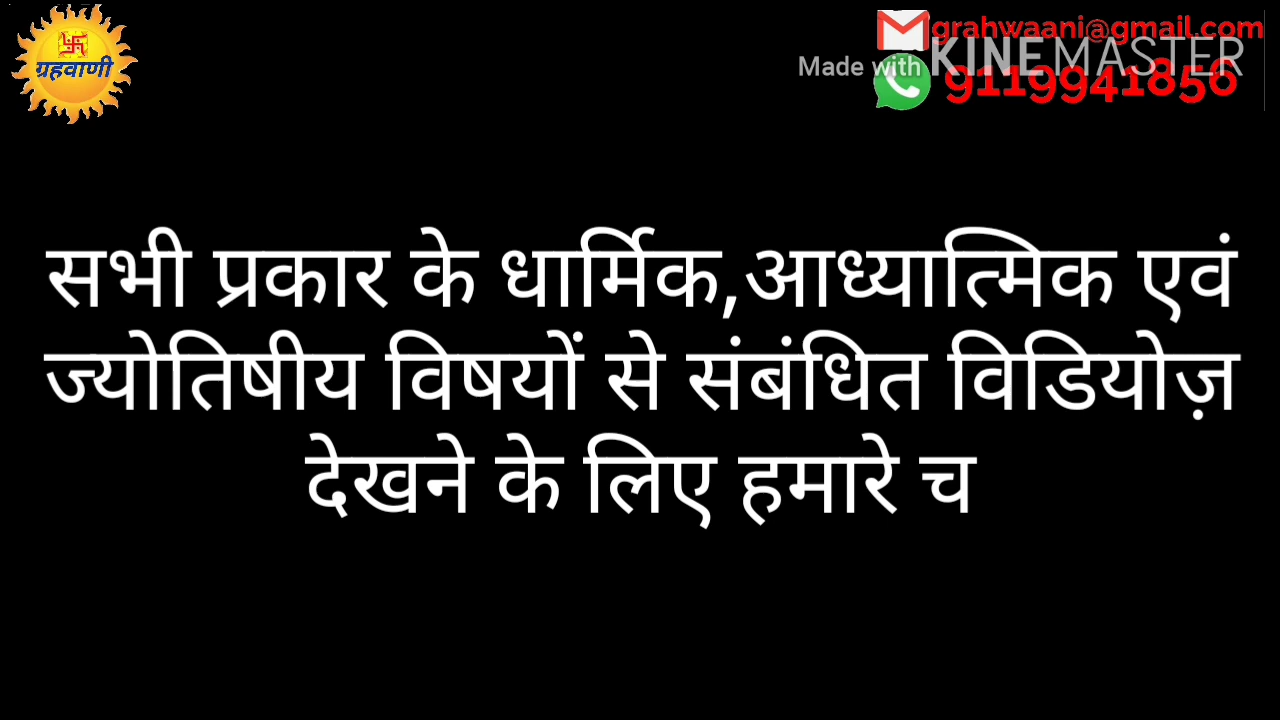 ग्रहवाणी
grahwaani@gmail.com
Made with KINEMASTER
9119941856
सभी प्रकार के धार्मिक,आध्यात्मिक एवं
ज्योतिषीय विषयों से संबंधित विडियोज़
देखने के लिए हमारे च